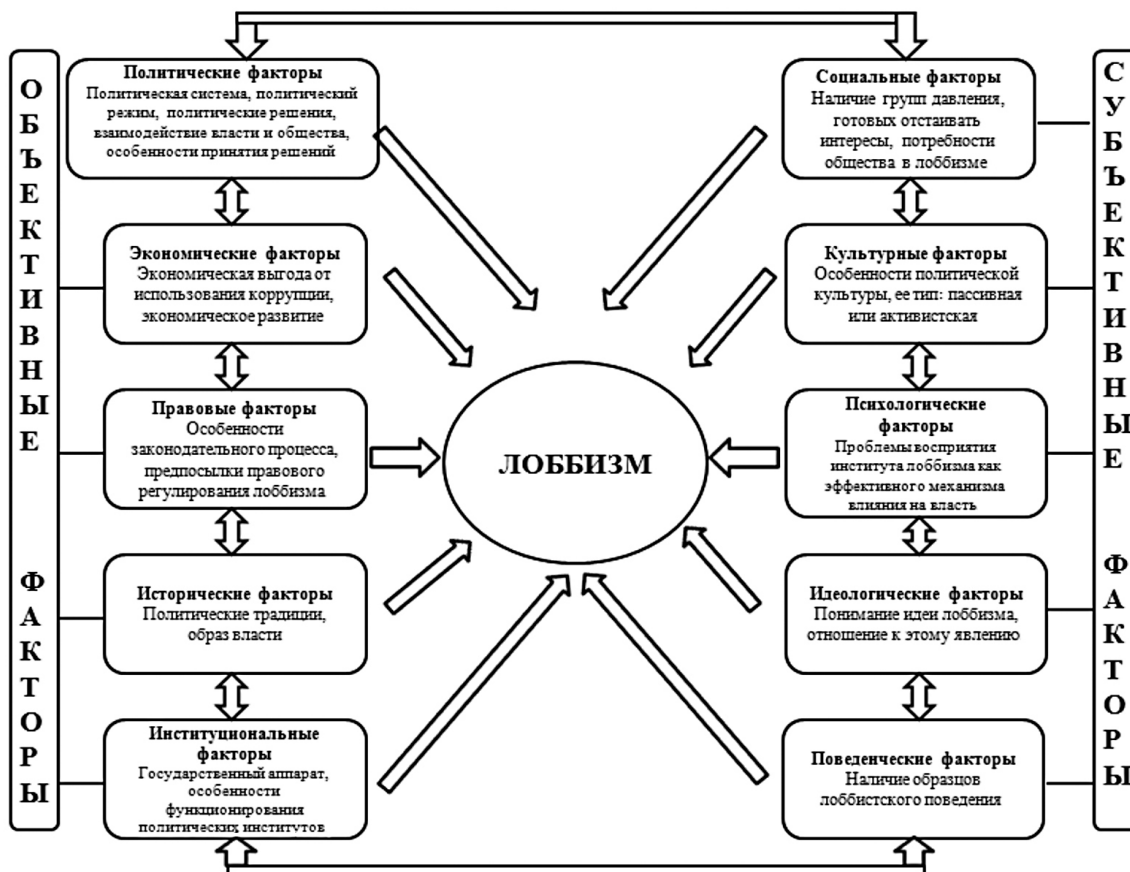 ОБЪЕКТИВНЫЕ ФАКТОРЫ
Политические факторы
Политическая система, политический
режим, политические решения,
взаимодействие власти и общества,
особенности принятия решений
Экономические факторы
Экономическая выгода от
использования коррупции,
экономическое развитие
Правовые факторы
Особенности
законодательного процесса,
предпосылки правового
регулирования лоббизма
Исторические факторы
Политические традиции,
образ власти
Институциональные
факторы
Государственный аппарат,
особенности
функционирования
политических институтов
ЛОББИЗМ
Социальные факторы
Наличие групп давления,
готовых отстаивать
интересы, потребности
общества в лоббизме
Культурные факторы
Особенности политической
культуры, ее тип: пассивная
или активистская
Психологические
факторы
Проблемы восприятия
института лоббизма как
эффективного механизма
влияния на власть
Идеологические факторы
Понимание идеи лоббизма,
отношение к этому явлению
Поведенческие факторы
Наличие образцов
лоббистского поведения
СУБЪЕКТИВНЫЕ ФАКТОРЫ